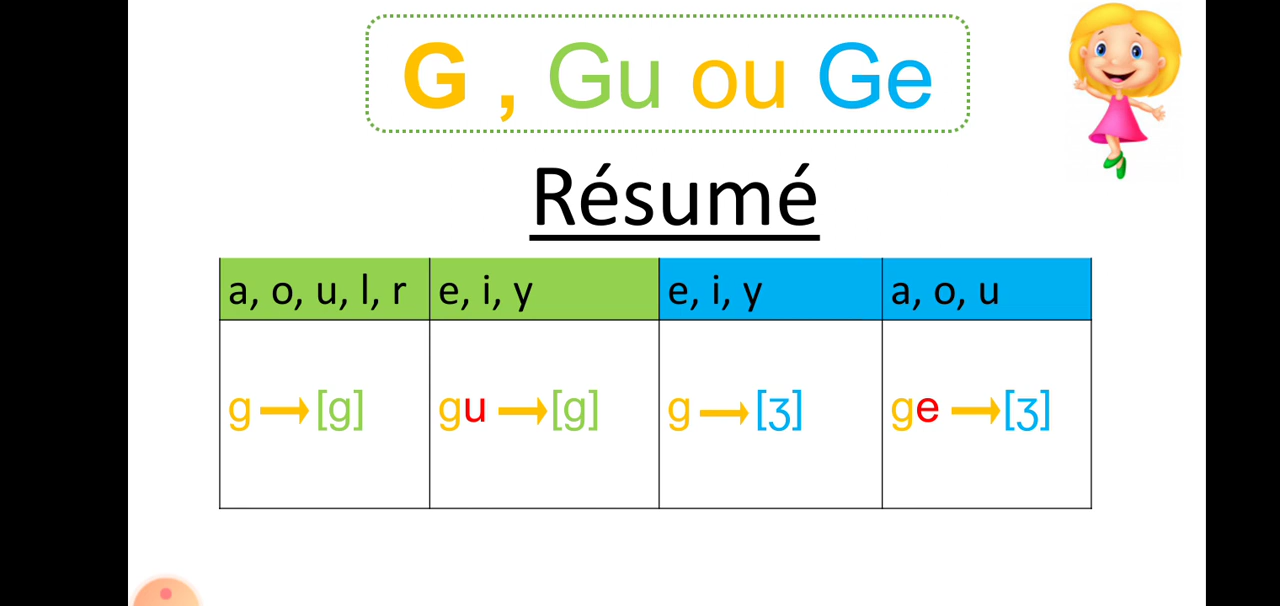 G , Gu ou Ge
Résumé
a, o, u, l, r e, i, y e, i, y a, o, u
g → [g] gu → [g] g → [ʒ] ge → [ʒ]